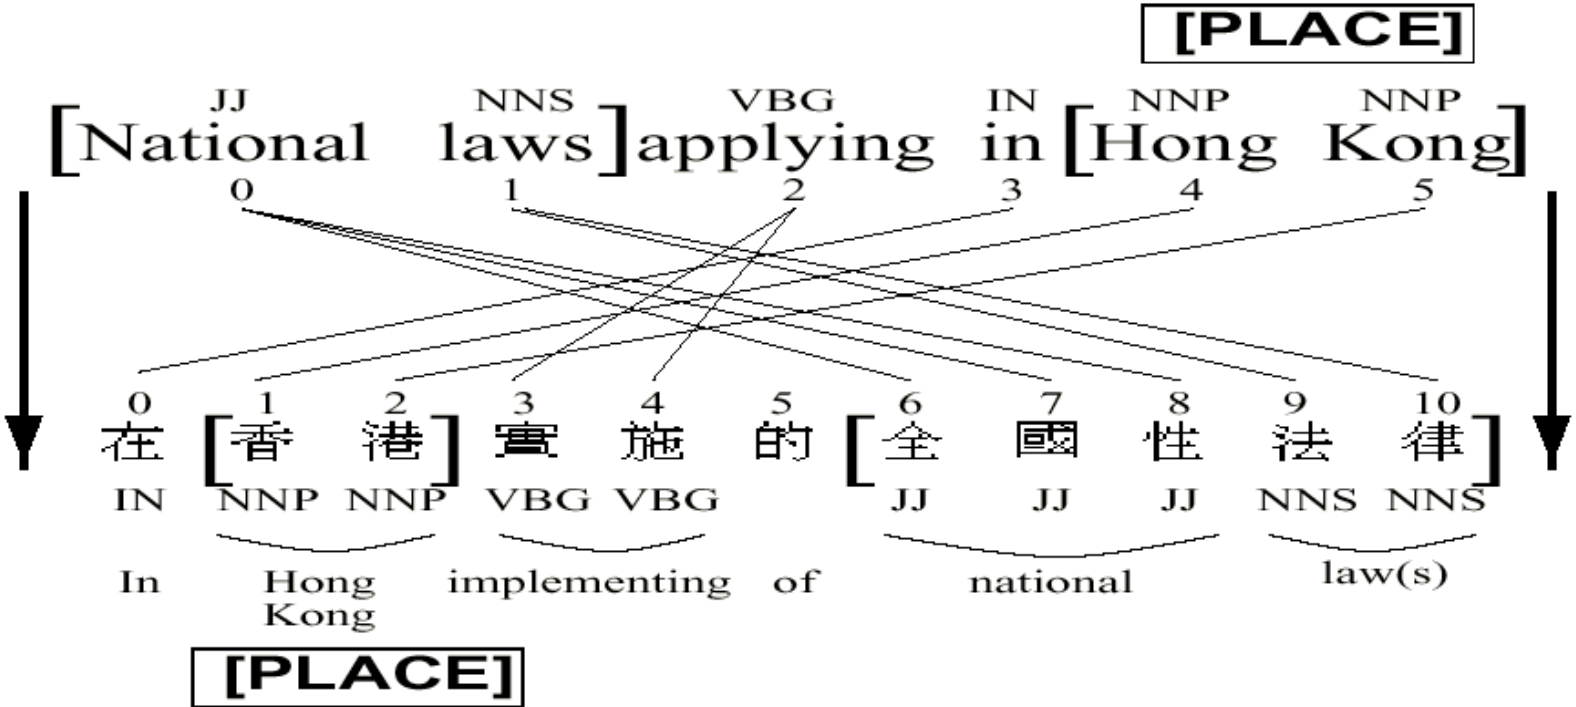 [PLACE]
JJ NNS VBG IN NNP NNP
[National laws] applying in [Hong Kong]
0 1 2 3 4 5
0 1 2 3 4 5 6 7 8 9 10
在 [香 港] 實 施 的 [全 國 性 法 律]
IN NNP NNP VBG VBG JJ JJ JJ NNS NNS
In Hong implementing of national law(s)
Kong
[PLACE]